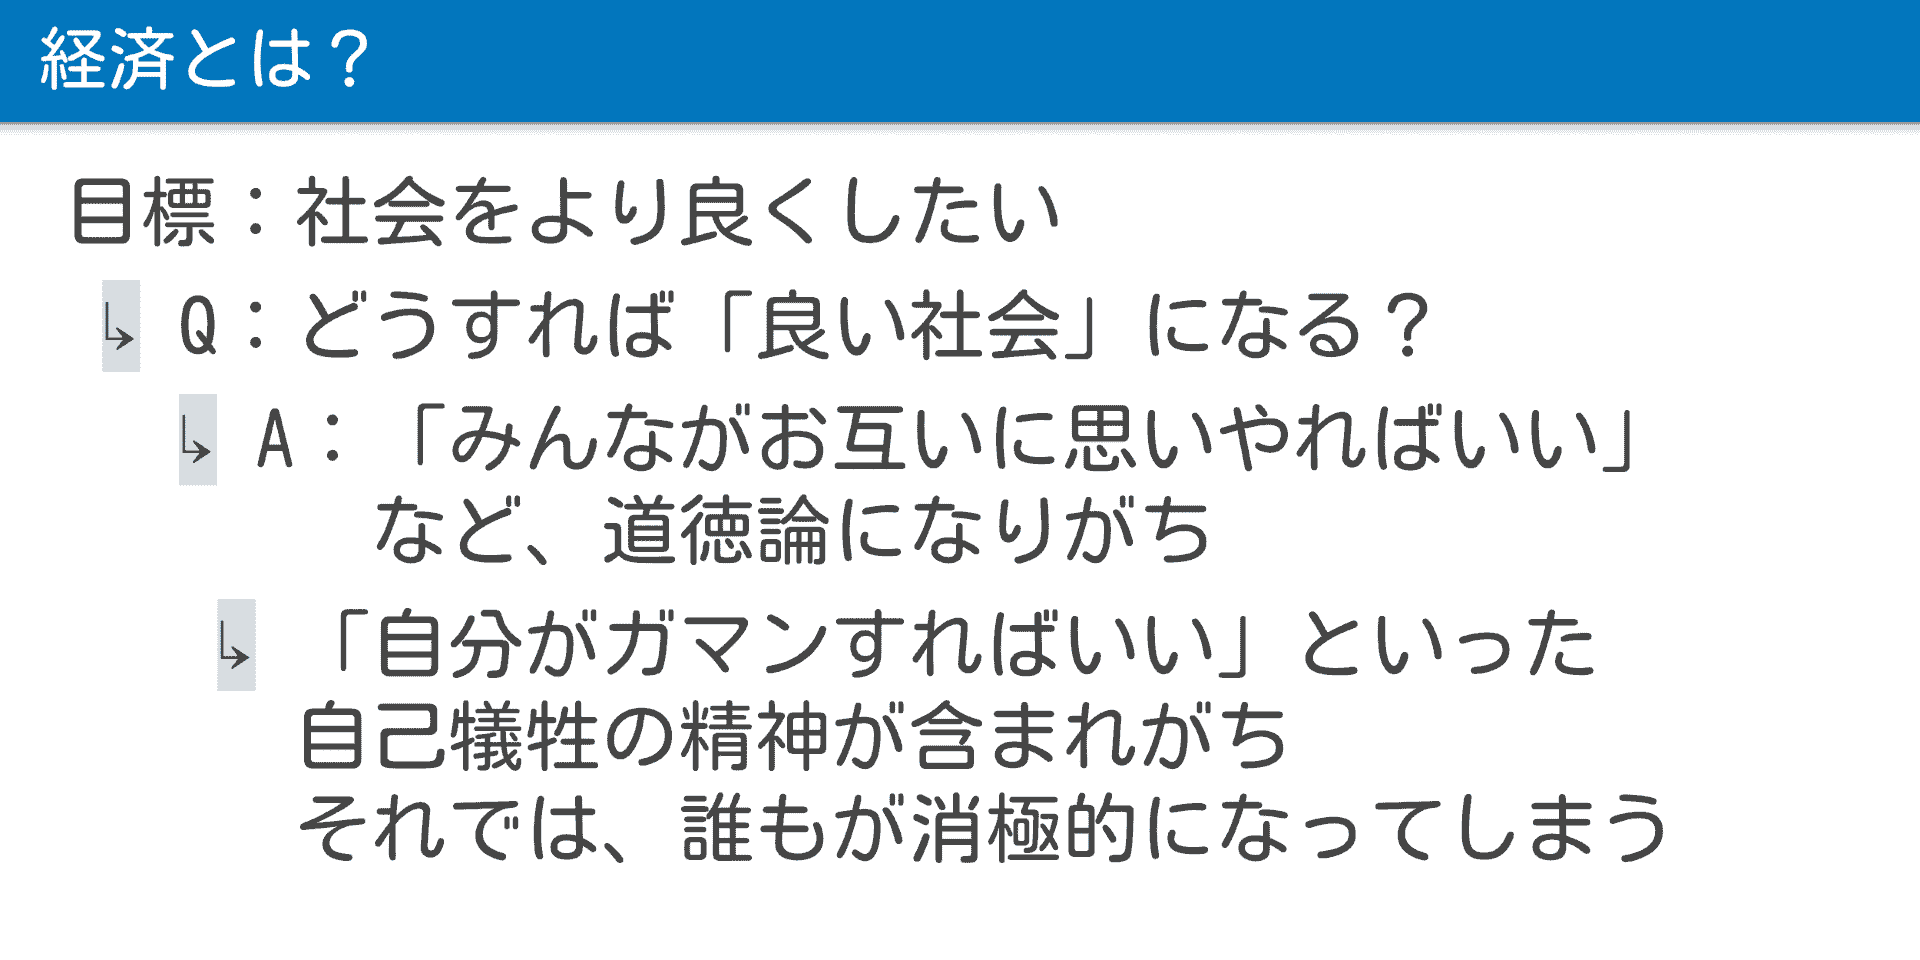 経済とは？
目標：社会をより良くしたい
↳ Q：どうすれば「良い社会」になる？
↳ A：「みんながお互いに思いやればいい」
など、道徳論になりがち
↳ 「自分がガマンすればいい」といった
自己犠牲の精神が含まれがち
それでは、誰もが消極的になってしまう